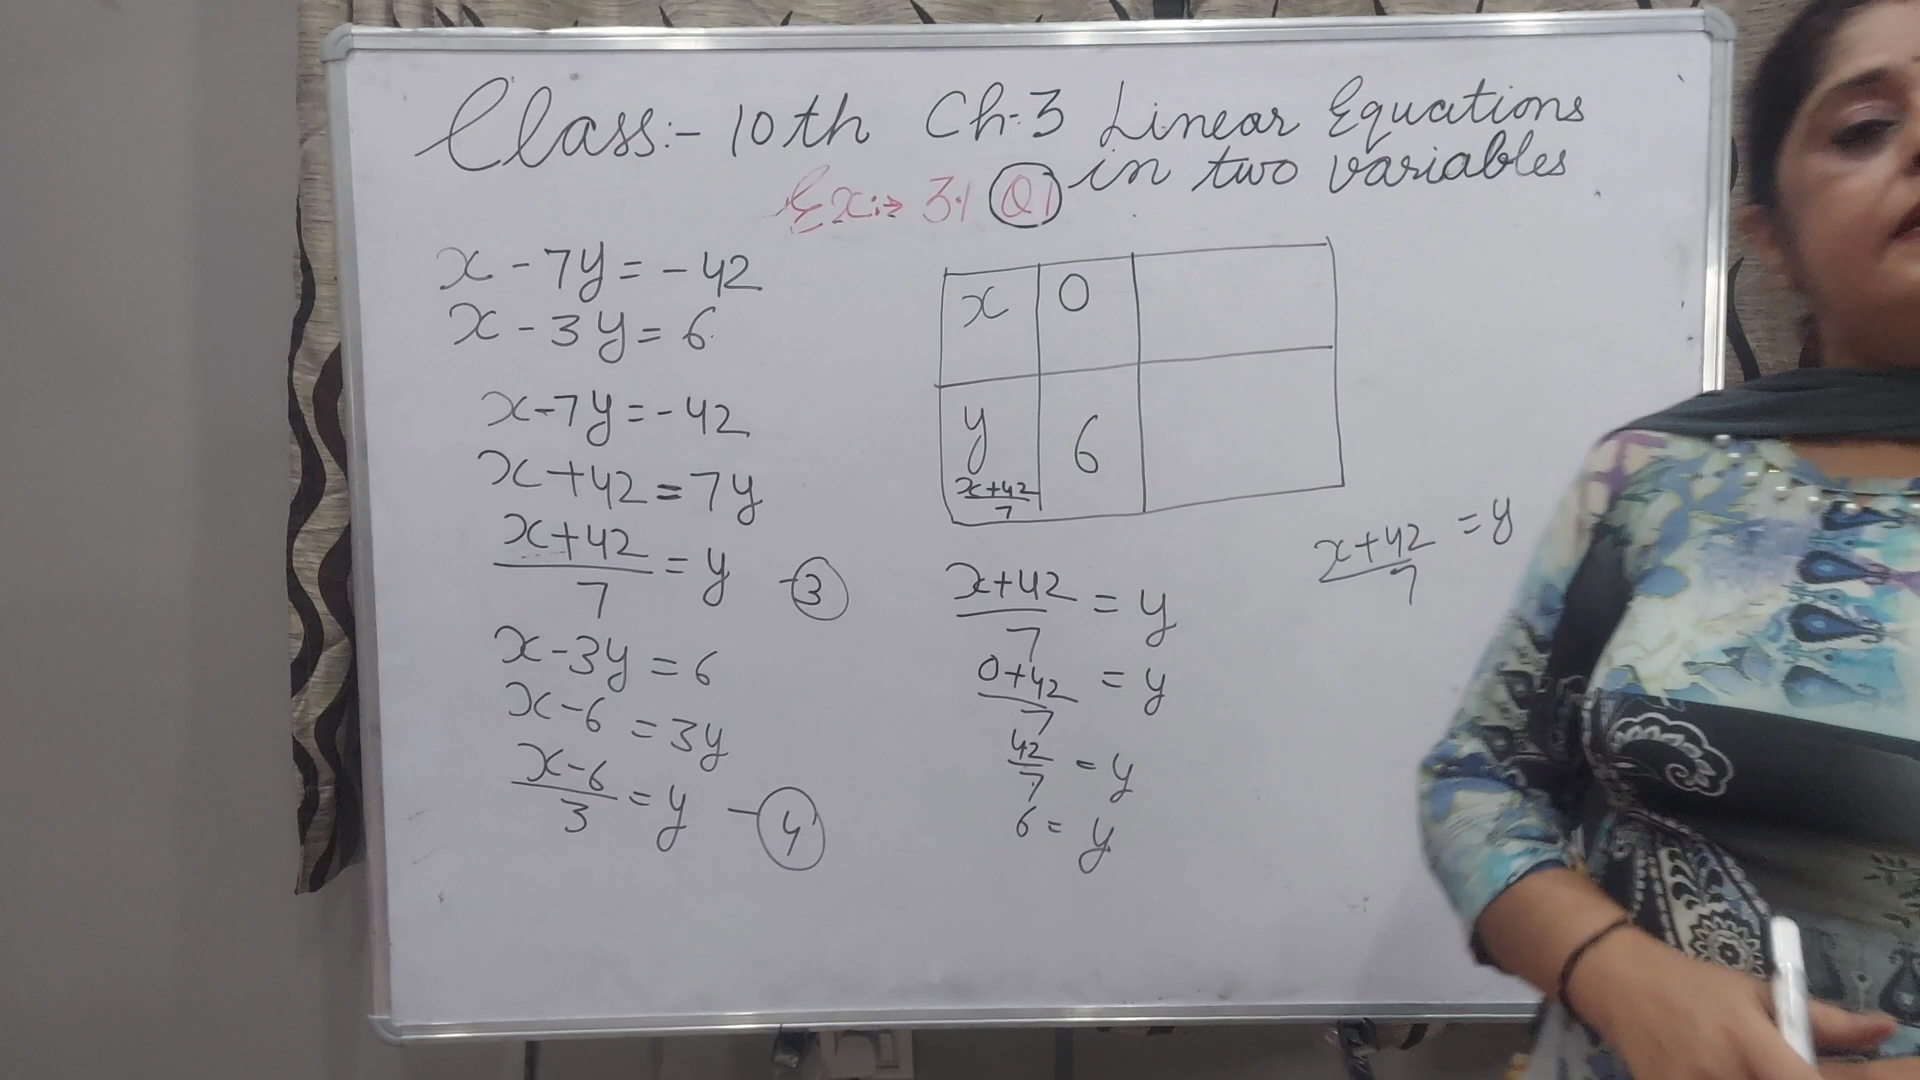 Class:- 10th Ch-3 Linear Equations
in two variables
Ex:→ 3.1 Q1
x - 7y = - 42
x - 3y = 6
x-7y = - 42
x+42 = 7y
x+42/7 = y -3
x-3y = 6
x-6 = 3y
x-6/3 = y -4
x 0
y 6
x+42/7
x+42/7 = y
0+42/7 = y
42/7 = y
6 = y
x+42/7 = y